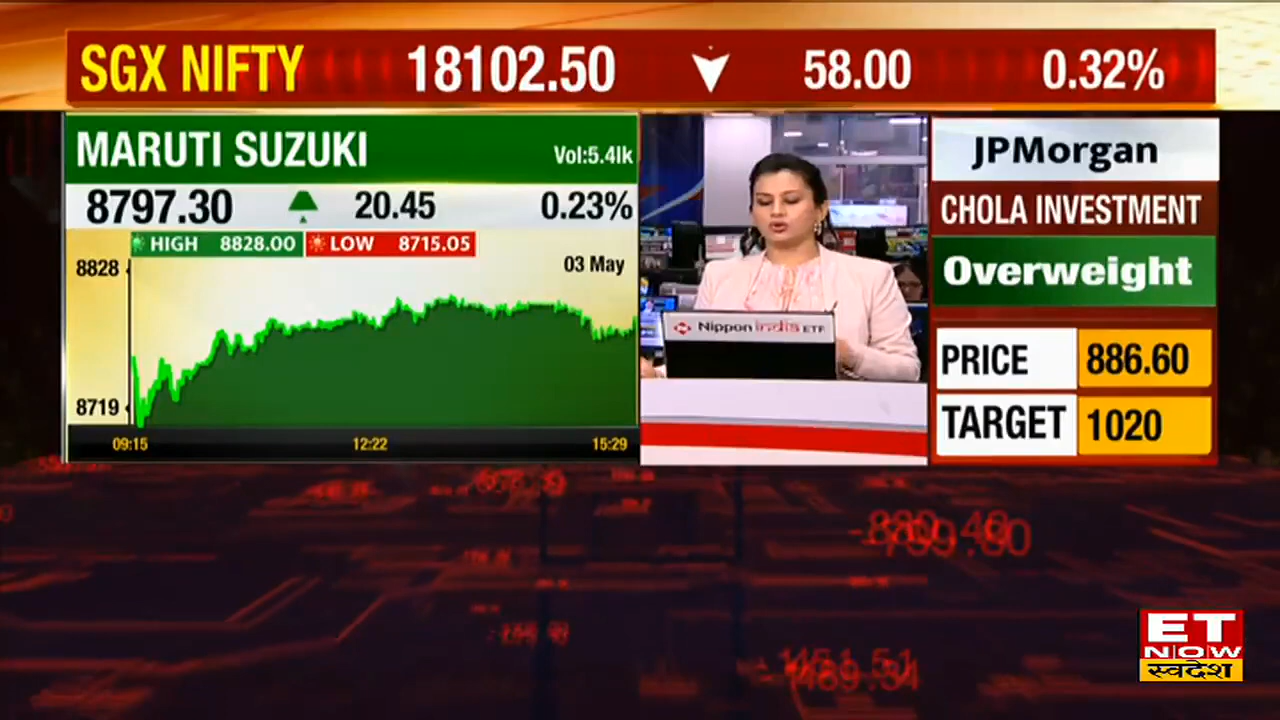 SGX NIFTY 18102.50 58.00 0.32%
MARUTI SUZUKI Vol:5.4lk
8797.30 20.45 0.23%
HIGH 8828.00 LOW 8715.05
8828
03 May
8719
09:15 12:22 15:29
Nippon india ETF
JPMorgan
CHOLA INVESTMENT
Overweight
PRICE 886.60
TARGET 1020
ET
NOW
स्वदेश